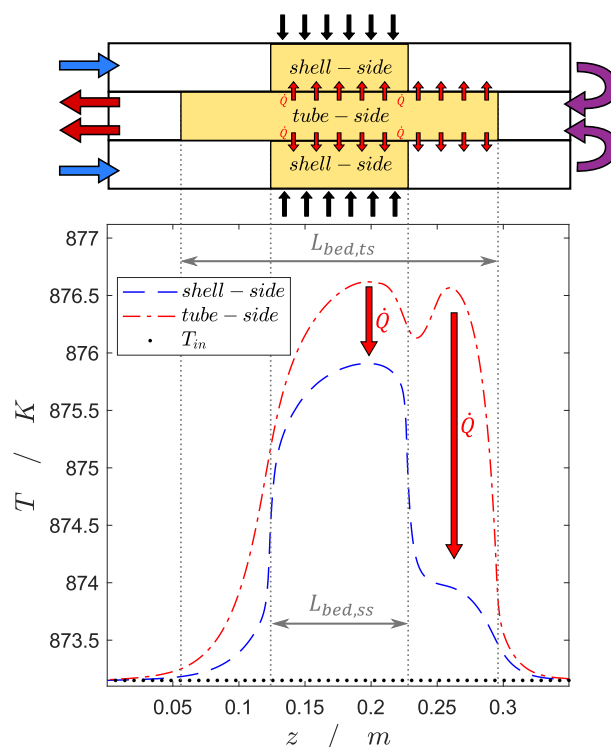 shell-side
Q̇ Q̇
tube-side
Q̇ Q̇
shell-side
877
L_bed,ts
876.5
shell-side
tube-side
T_in
Q̇
876
875.5
Q̇
875
874.5
874
L_bed,ss
873.5
T / K
0.05 0.1 0.15 0.2 0.25 0.3
z / m